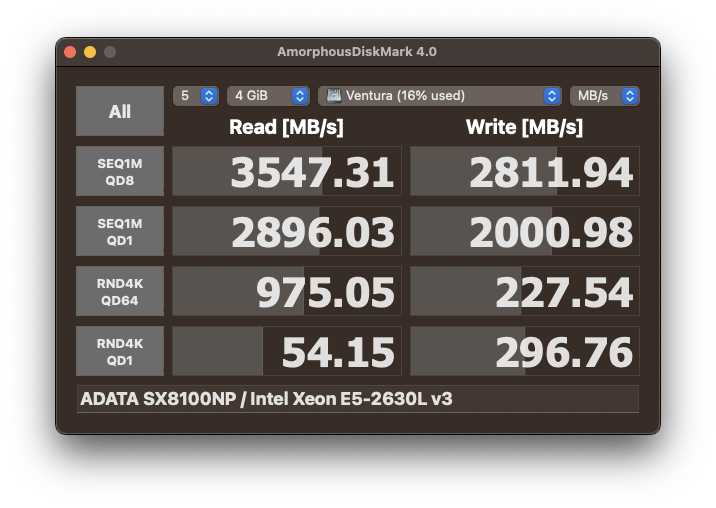 AmorphousDiskMark 4.0
All
5
4 GiB
Ventura (16% used)
MB/s
Read [MB/s]
Write [MB/s]
SEQ1M
QD8
3547.31
2811.94
SEQ1M
QD1
2896.03
2000.98
RND4K
QD64
975.05
227.54
RND4K
QD1
54.15
296.76
ADATA SX8100NP / Intel Xeon E5-2630L v3